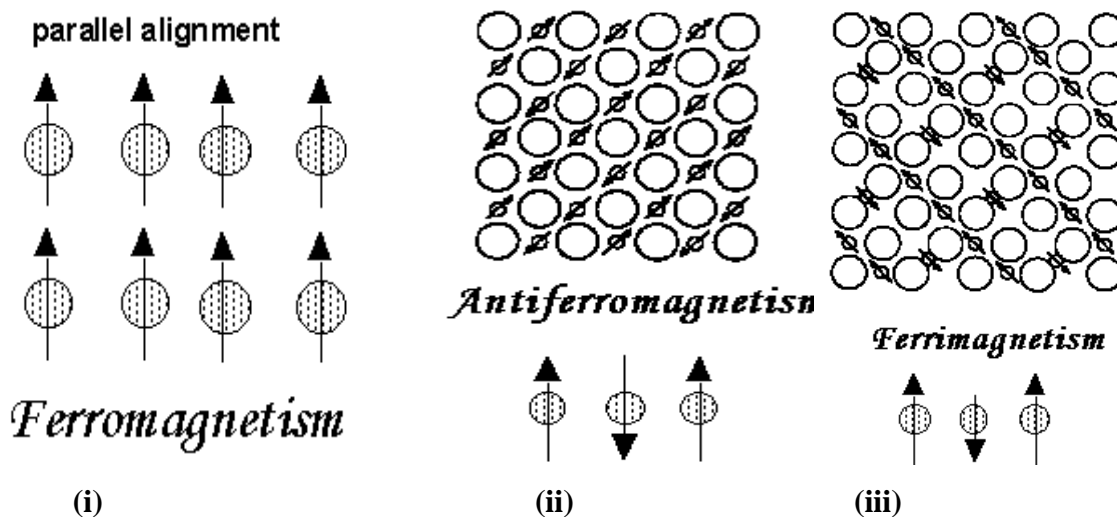 parallel alignment
Ferromagnetism
Antiferromagnetism
Ferrimagnetism
(i)
(ii)
(iii)